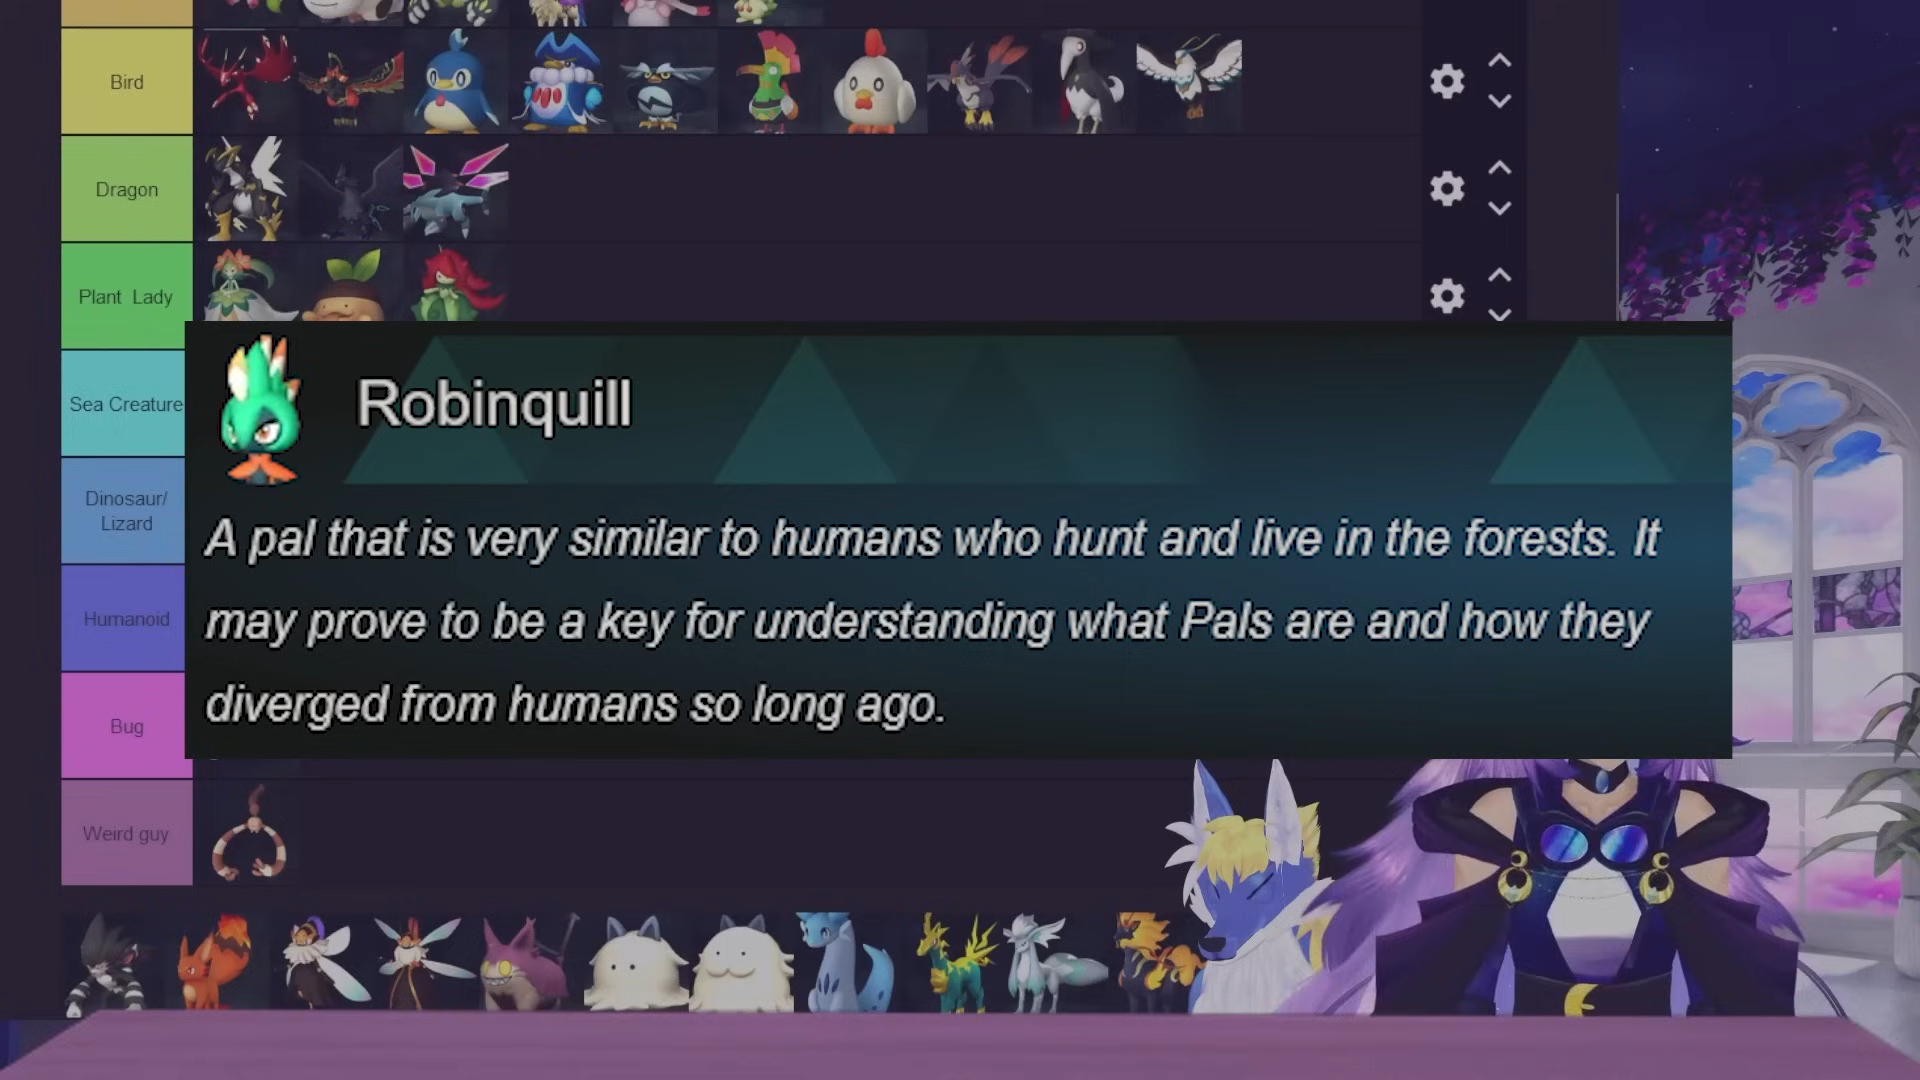 Bird
Dragon
Plant Lady
Sea Creature
Dinosaur/
Lizard
Humanoid
Bug
Weird guy
Robinquill
A pal that is very similar to humans who hunt and live in the forests. It
may prove to be a key for understanding what Pals are and how they
diverged from humans so long ago.